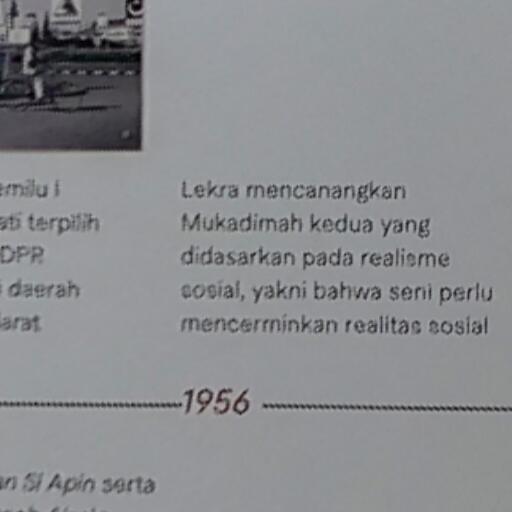 emilu i
ati terpilih
DPR
i daerah
arat
Lekra mencanangkan
Mukadimah kedua yang
didasarkan pada realisme
sosial, yakni bahwa seni perlu
mencerminkan realitas sosial
1956
an Si Apin serta